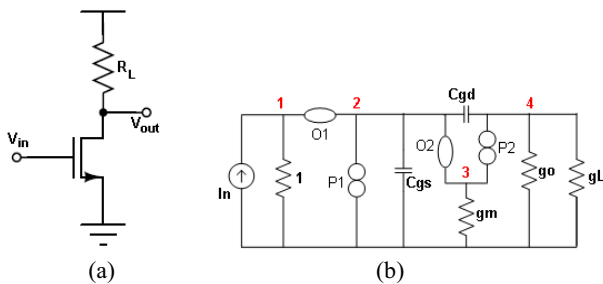 R_L
V_out
V_in
(a)
1 2 Cgd 4
O1 O2 P2
3
In 1 P1 Cgs gm go gL
(b)